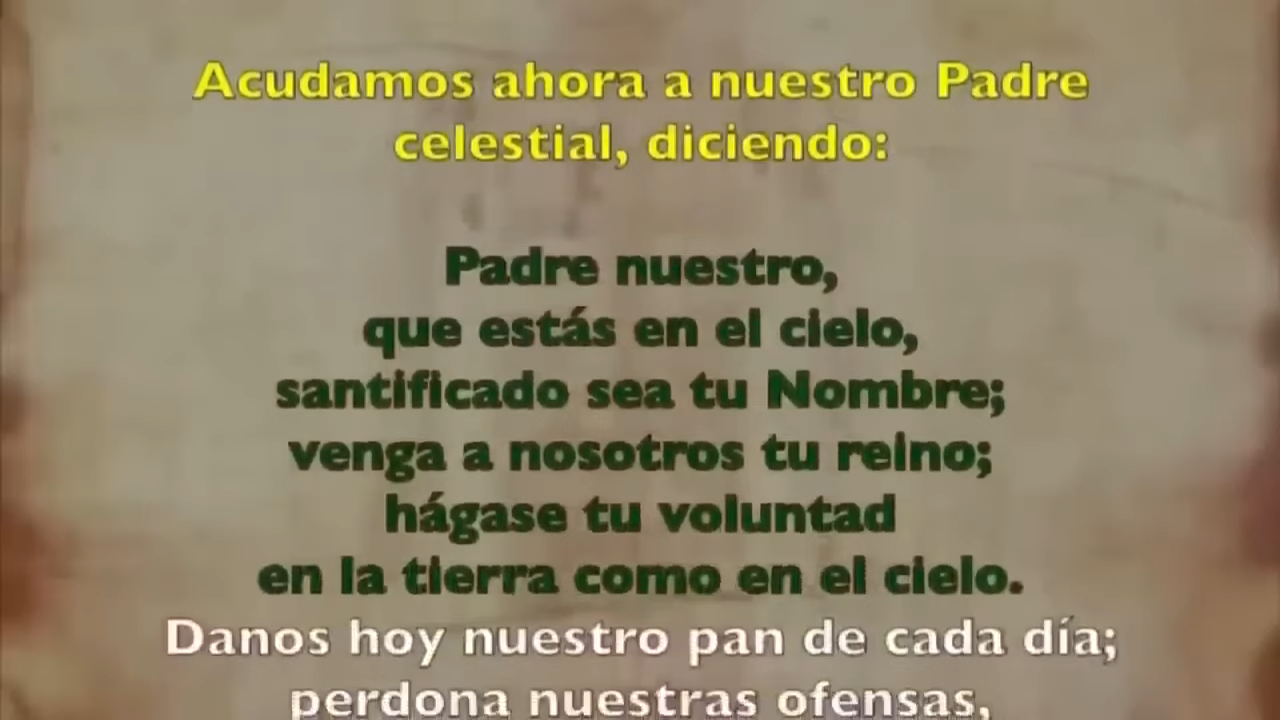 Acudamos ahora a nuestro Padre
celestial, diciendo:
Padre nuestro,
que estás en el cielo,
santificado sea tu Nombre;
venga a nosotros tu reino;
hágase tu voluntad
en la tierra como en el cielo.
Danos hoy nuestro pan de cada día;
perdona nuestras ofensas,